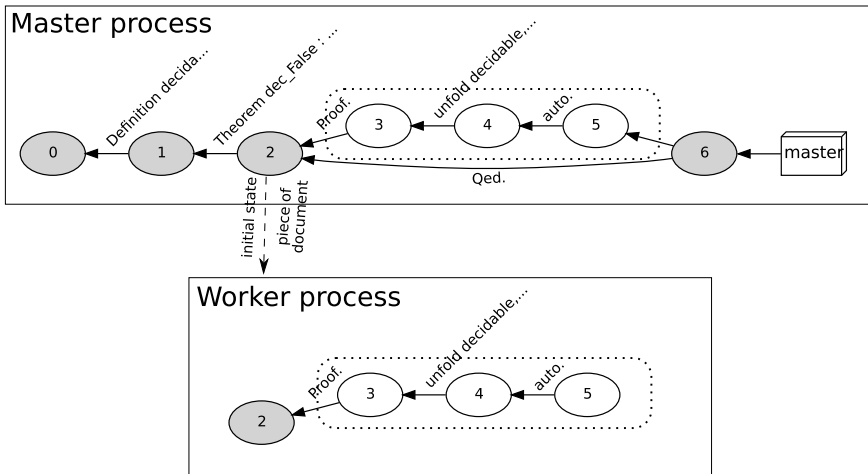 Master process
Definition decida...
Theorem dec_False : ...
Proof.
unfold decidable,...
auto.
0
1
2
3
4
5
6
master
Qed.
initial state
piece of
document
Worker process
Proof.
unfold decidable,...
auto.
2
3
4
5